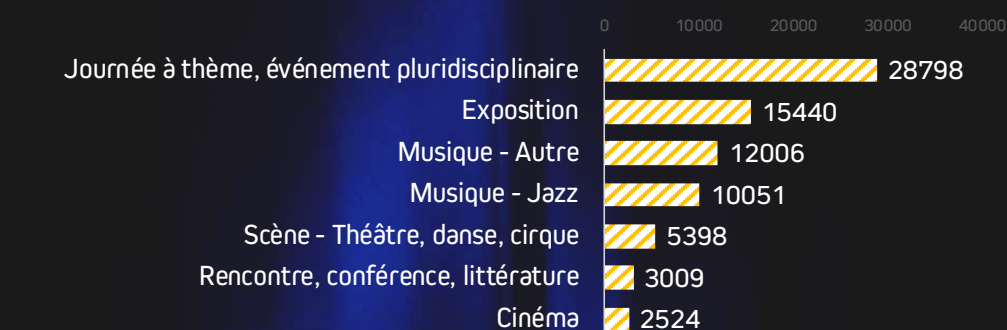 0 10000 20000 30000 40000
Journée à thème, événement pluridisciplinaire 28798
Exposition 15440
Musique - Autre 12006
Musique - Jazz 10051
Scène - Théâtre, danse, cirque 5398
Rencontre, conférence, littérature 3009
Cinéma 2524